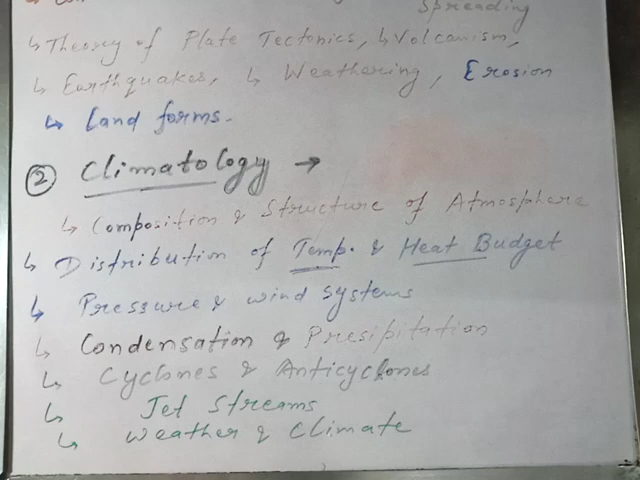 Spreading
↳ Theory of Plate Tectonics, ↳ Volcanism,
↳ Earthquakes, ↳ Weathering, Erosion
↳ Land forms.
② Climatology →
↳ Composition & Structure of Atmosphere
↳ Distribution of Temp. & Heat Budget
↳ Pressure & wind systems
↳ Condensation & Presipitation
↳ Cyclones & Anticyclones
↳ Jet Streams
↳ Weather & Climate